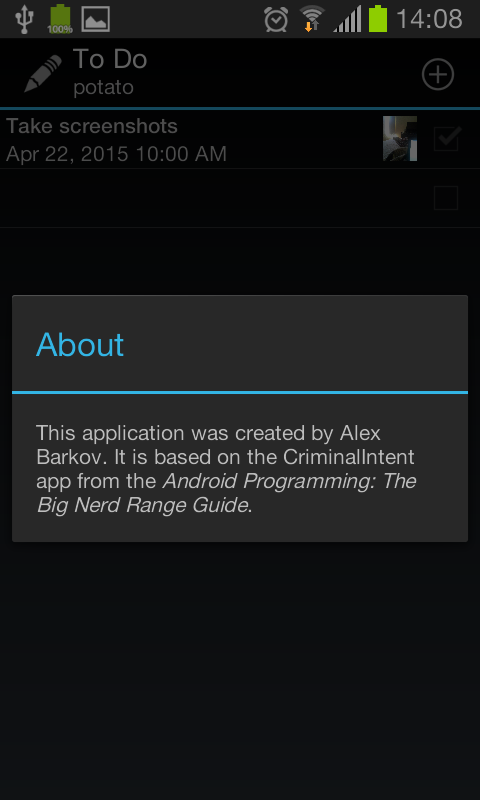 100%
14:08
To Do
potato
Take screenshots
Apr 22, 2015 10:00 AM
About
This application was created by Alex
Barkov. It is based on the CriminalIntent
app from the Android Programming: The
Big Nerd Range Guide.